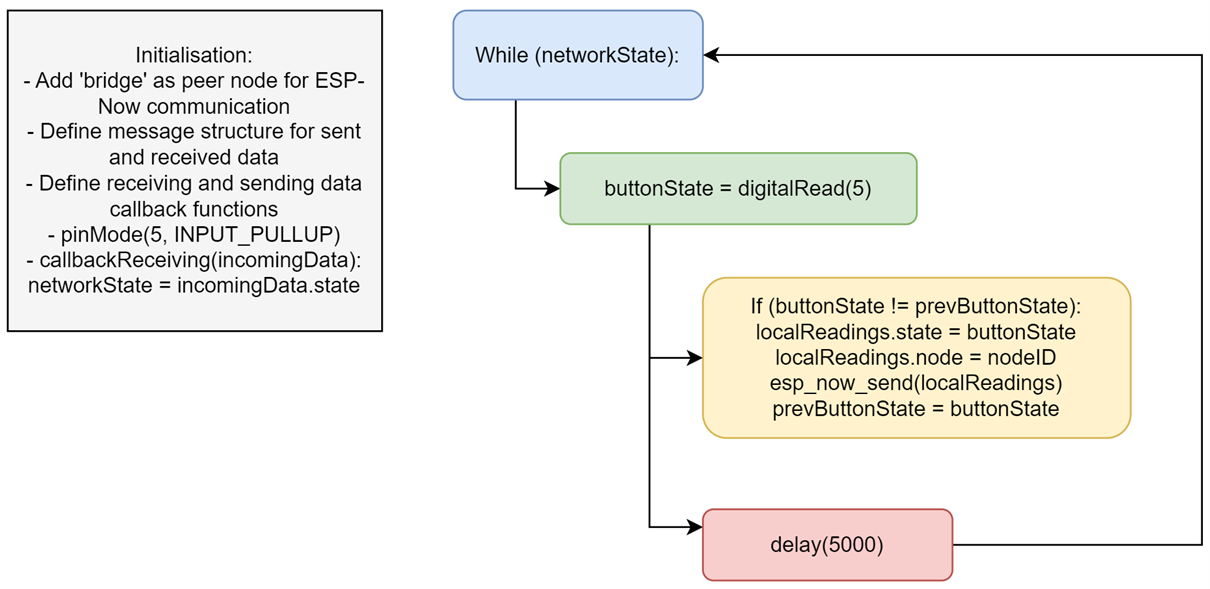 Initialisation:
- Add 'bridge' as peer node for ESP-
Now communication
- Define message structure for sent
and received data
- Define receiving and sending data
callback functions
- pinMode(5, INPUT_PULLUP)
- callbackReceiving(incomingData):
networkState = incomingData.state
While (networkState):
buttonState = digitalRead(5)
If (buttonState != prevButtonState):
localReadings.state = buttonState
localReadings.node = nodeID
esp_now_send(localReadings)
prevButtonState = buttonState
delay(5000)